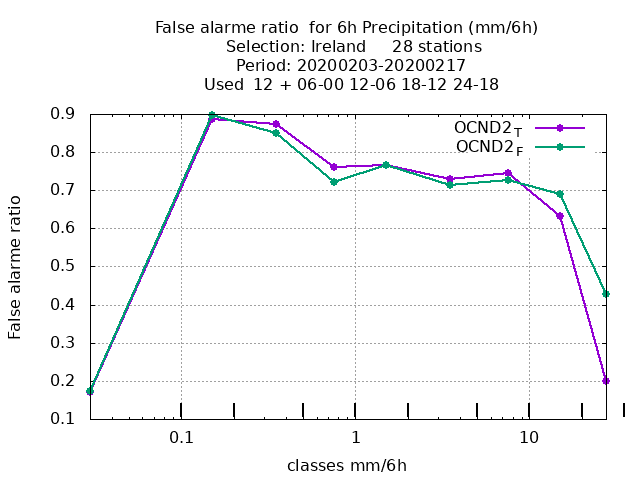 False alarme ratio  for 6h Precipitation (mm/6h)
Selection: Ireland     28 stations
Period: 20200203-20200217
Used  12 + 06-00 12-06 18-12 24-18
OCND2T
OCND2F
0.9
0.8
0.7
0.6
0.5
0.4
0.3
0.2
0.1
False alarme ratio
0.1 1 10
classes mm/6h